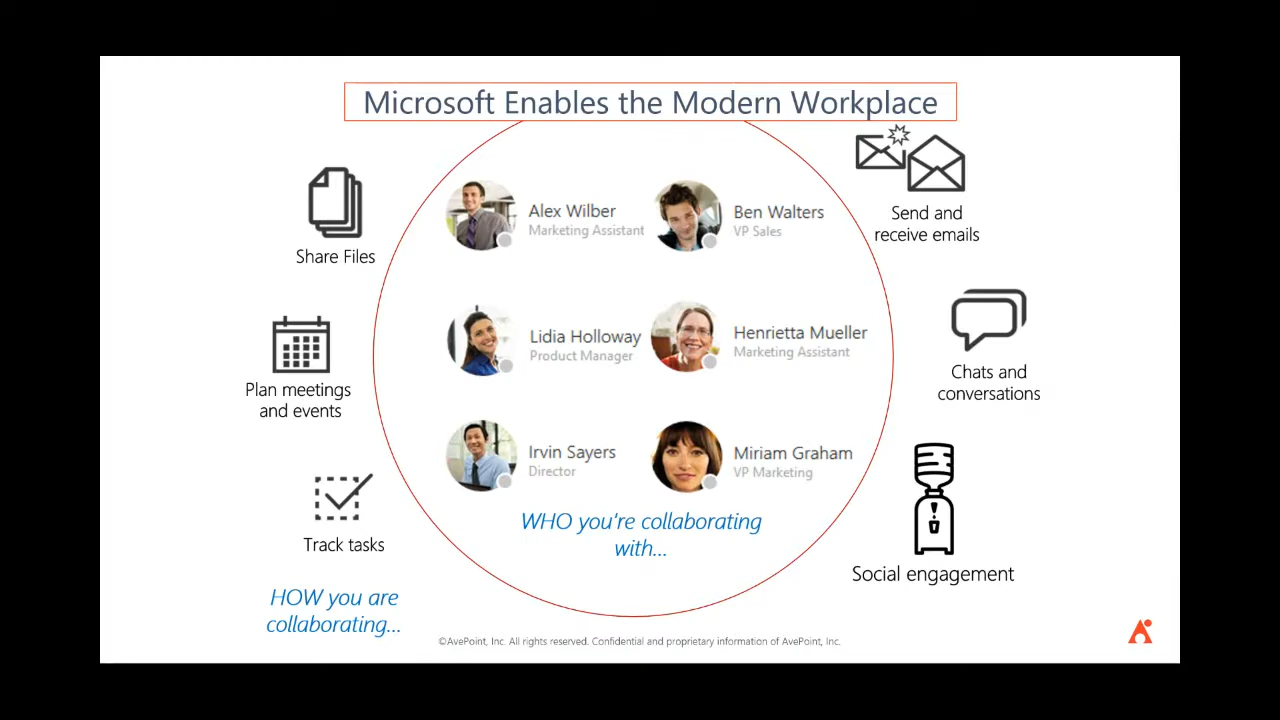 Microsoft Enables the Modern Workplace
Share Files
Plan meetings
and events
Track tasks
HOW you are
collaborating...
Alex Wilber
Marketing Assistant
Ben Walters
VP Sales
Lidia Holloway
Product Manager
Henrietta Mueller
Marketing Assistant
Irvin Sayers
Director
Miriam Graham
VP Marketing
WHO you're collaborating
with...
Send and
receive emails
Chats and
conversations
Social engagement
©AvePoint, Inc. All rights reserved. Confidential and proprietary information of AvePoint, Inc.